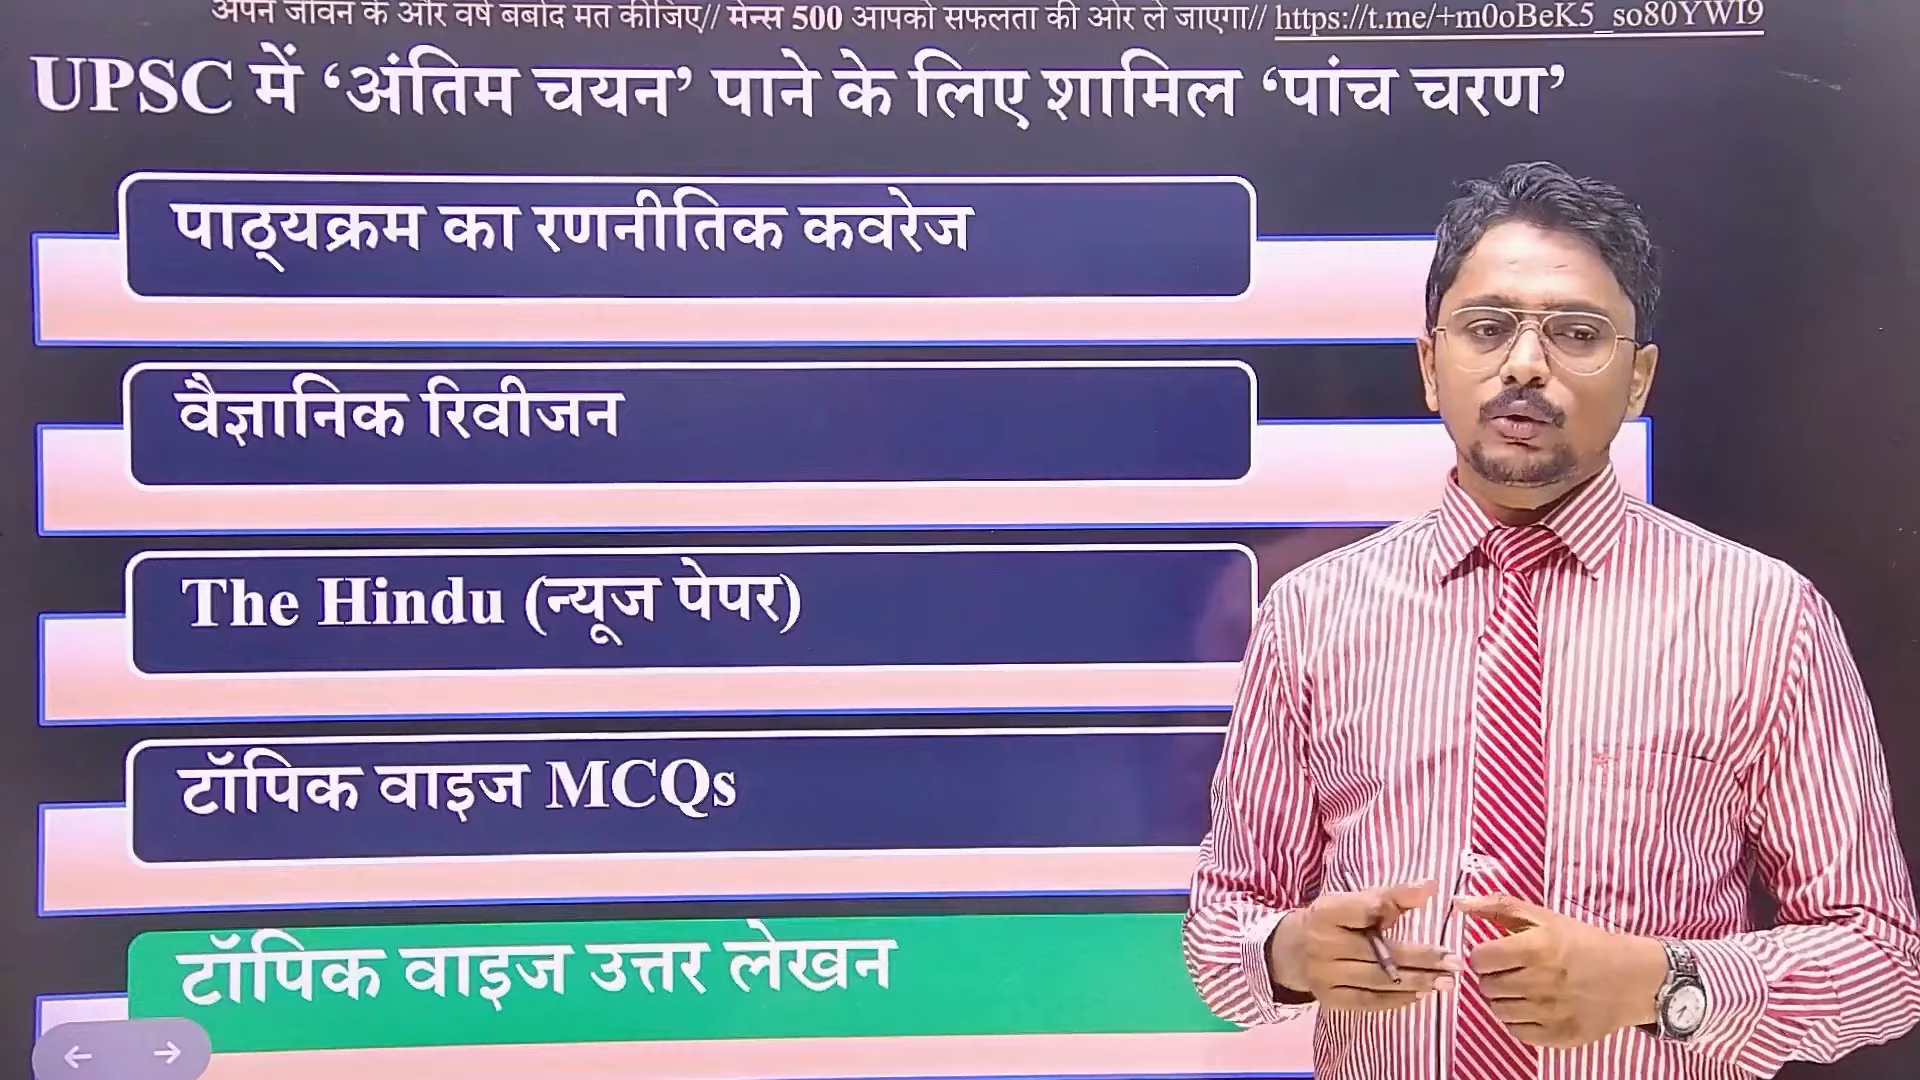 अपने जीवन के और वर्ष बर्बाद मत कीजिए// मेन्स 500 आपको सफलता की ओर ले जाएगा// https://t.me/+m0oBeK5_so80YWI9
UPSC में ‘अंतिम चयन’ पाने के लिए शामिल ‘पांच चरण’
पाठ्यक्रम का रणनीतिक कवरेज
वैज्ञानिक रिवीजन
The Hindu (न्यूज पेपर)
टॉपिक वाइज MCQs
टॉपिक वाइज उत्तर लेखन